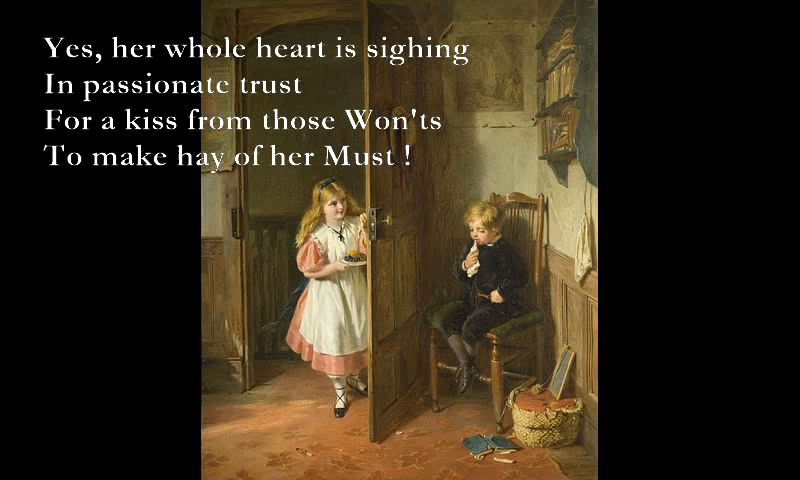 Yes, her whole heart is sighing
In passionate trust
For a kiss from those Won'ts
To make hay of her Must !